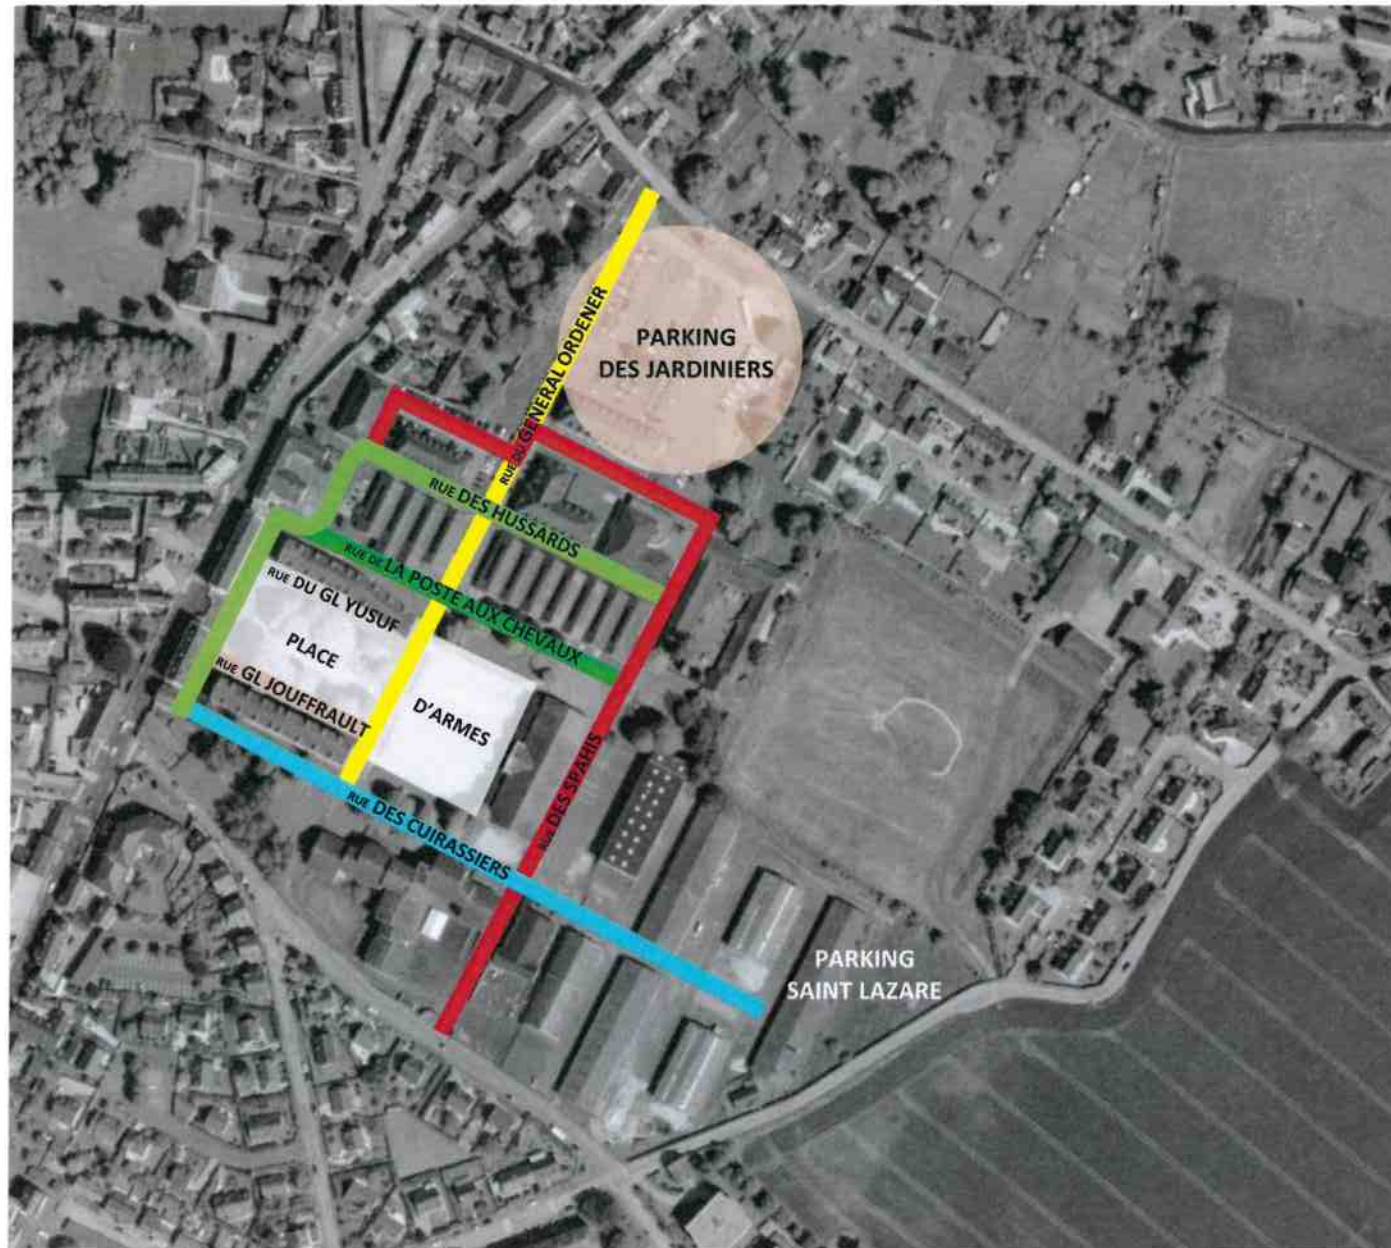 PARKING
DES JARDINIERS
RUE DU GENERAL ORDENER
RUE DES HUSSARDS
RUE DE LA POSTE AUX CHEVAUX
RUE DU GL YUSUF
PLACE
D'ARMES
RUE GL JOUFFRAULT
RUE DES SPAHIS
RUE DES CUIRASSIERS
PARKING
SAINT LAZARE